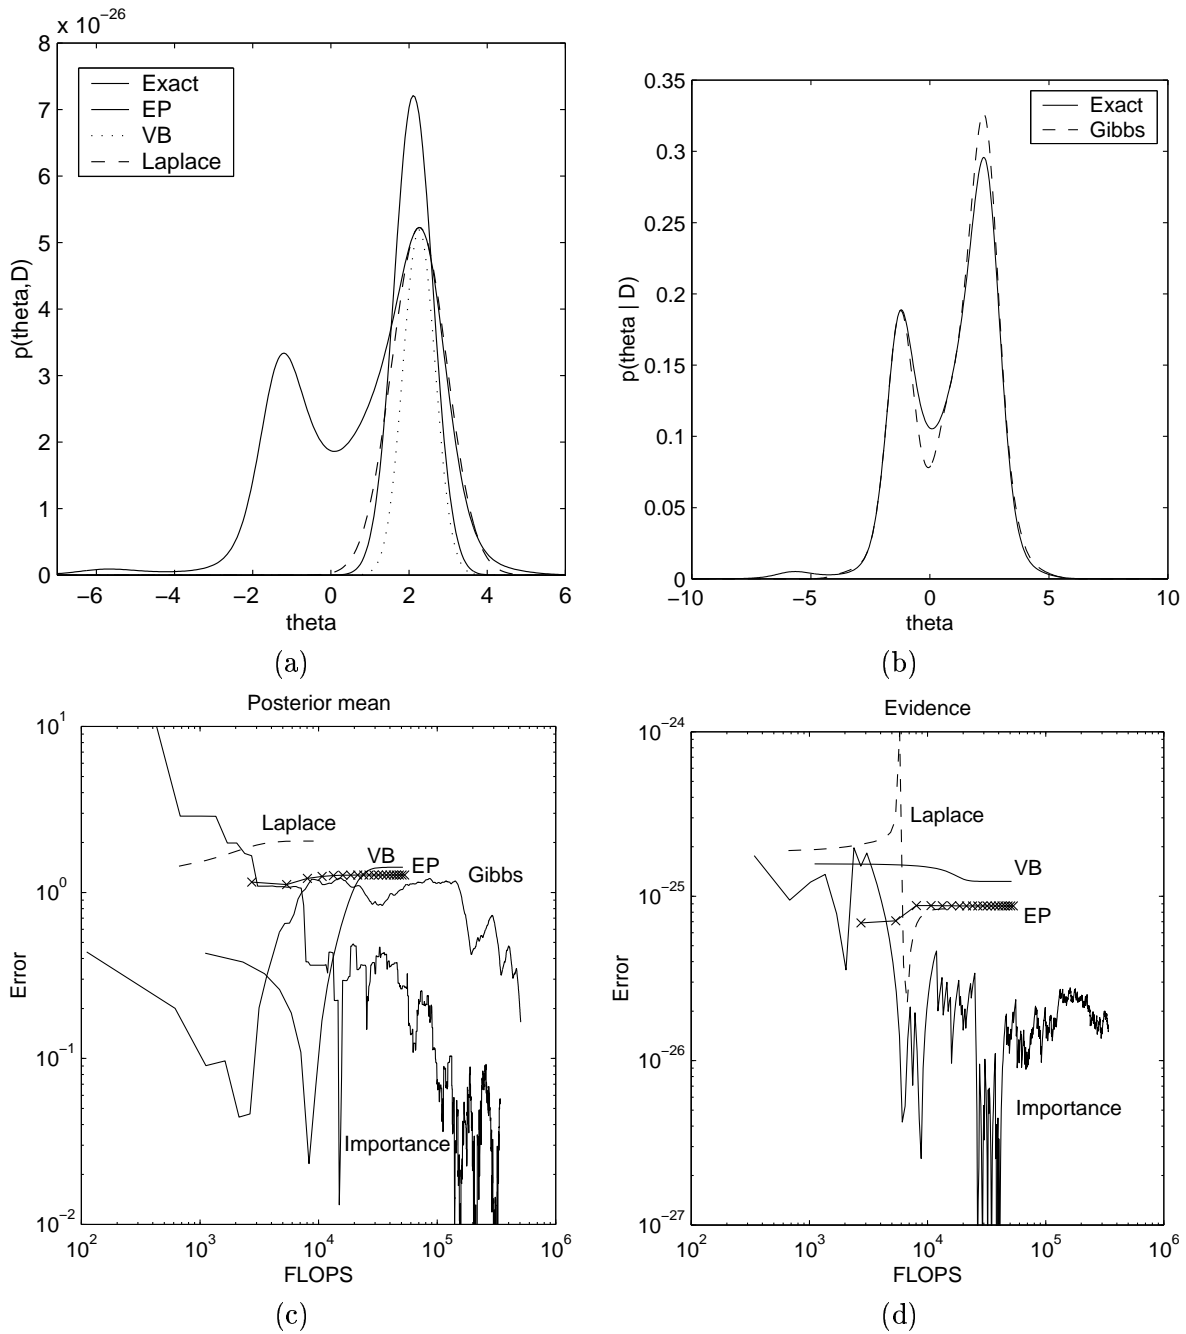 x 10^−26
8
7
6
5
4
3
2
1
0
p(theta,D)
Exact
EP
VB
Laplace
−6
−4
−2
0
2
4
6
theta
(a)
0.35
0.3
0.25
0.2
0.15
0.1
0.05
0
p(theta | D)
Exact
Gibbs
−10
−5
0
5
10
theta
(b)
Posterior mean
10^1
10^0
10^−1
10^−2
Error
Laplace
VB
EP
Gibbs
Importance
10^2
10^3
10^4
10^5
10^6
FLOPS
(c)
Evidence
10^−24
10^−25
10^−26
10^−27
Error
Laplace
VB
EP
Importance
10^2
10^3
10^4
10^5
10^6
FLOPS
(d)